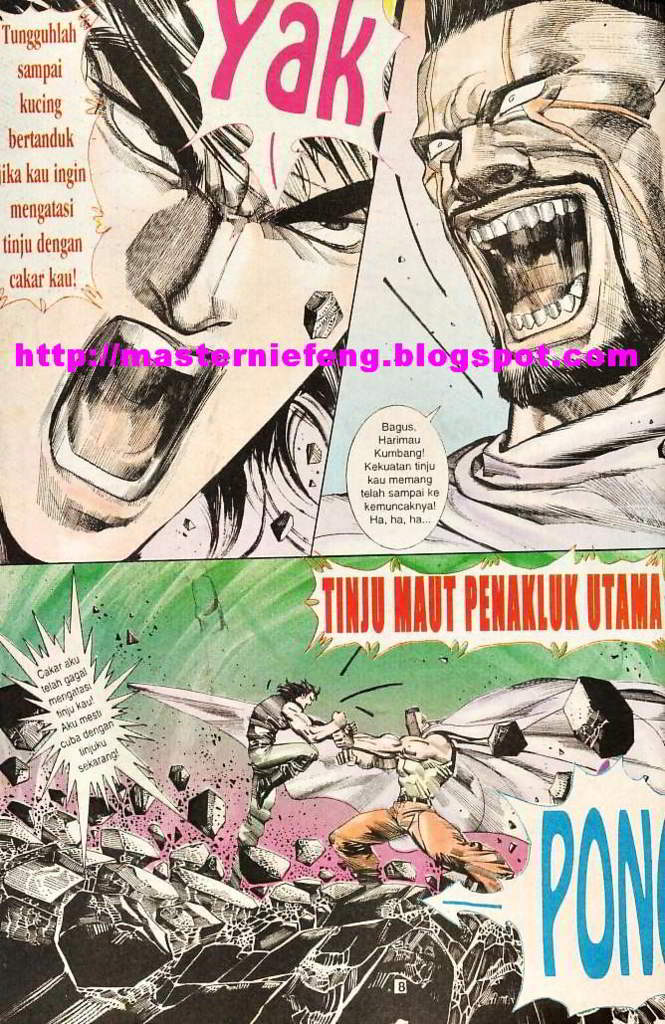 Tungguhlah
sampai
kucing
bertanduk
jika kau ingin
mengatasi
tinju dengan
cakar kau!
Yak
http://masterniefeng.blogspot.com
Bagus,
Harimau
Kumbang!
Kekuatan tinju
kau memang
telah sampai ke
kemuncaknya!
Ha, ha, ha...
TINJU MAUT PENAKLUK UTAMA
Cakar aku
telah gagal
mengatasi
tinju kau!
Aku mesti
cuba dengan
tinjuku
sekarang!
PONG
8